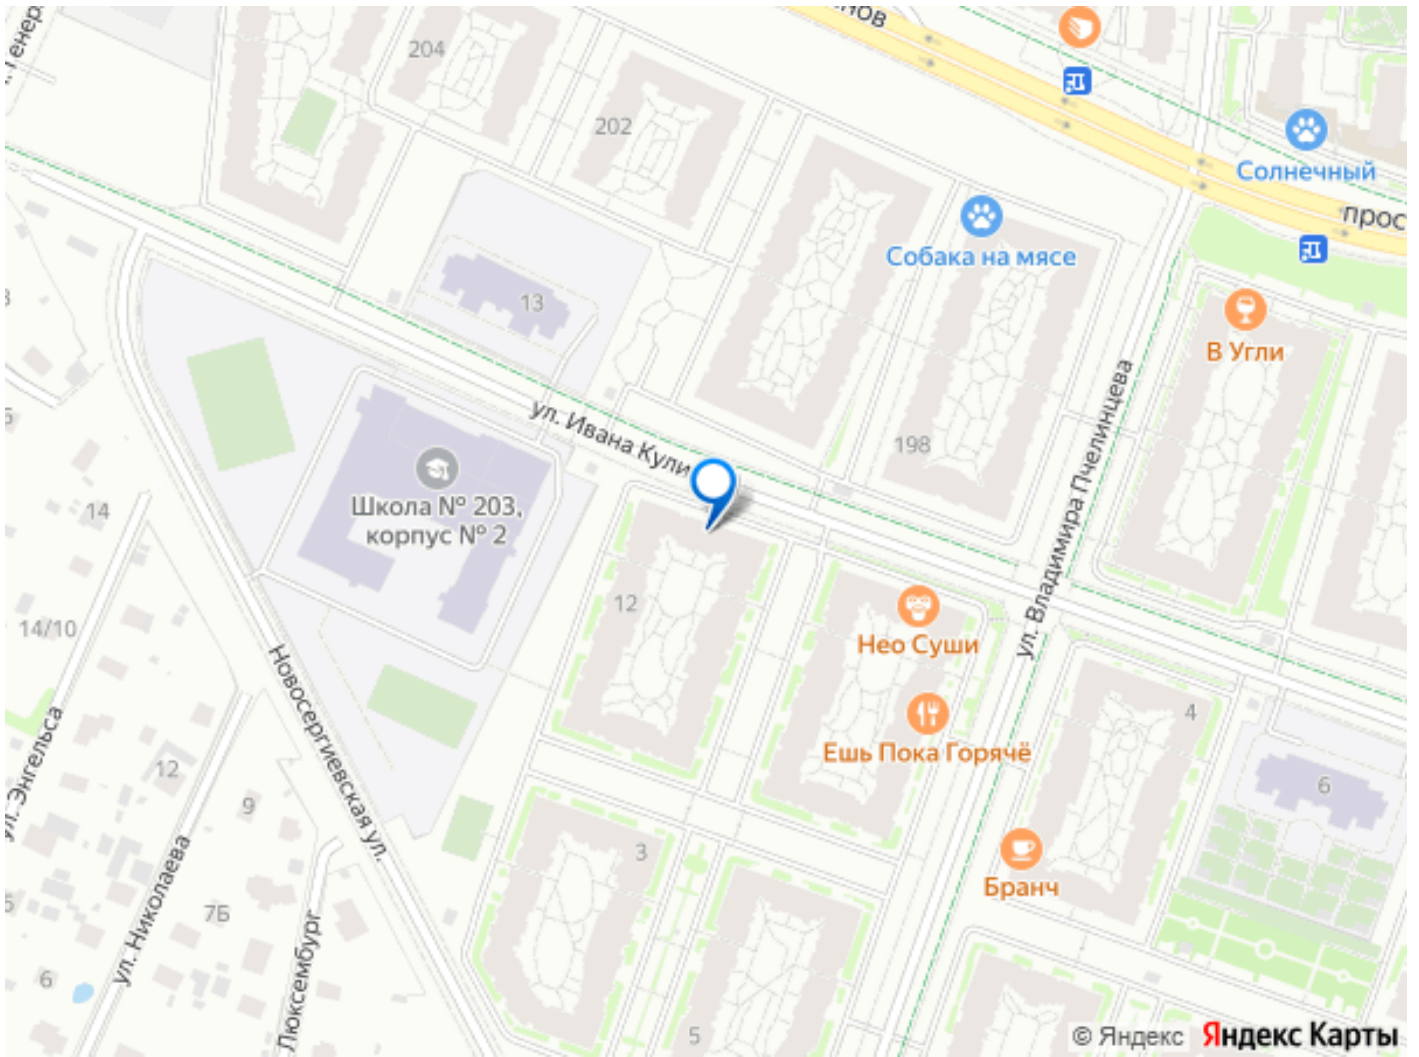 204
202
Солнечный
прос
Собака на мясе
13
В Угли
ул. Ивана Кули
198
ул. Владимира Пчелинцева
Школа № 203,
корпус № 2
14
12
14/10
Нео Суши
Новосергиевская ул.
4
ул. Энгельса
Ешь Пока Горячё
12
6
9
3
Бранч
ул. Николаева
7Б
Люксембург
6
5
© Яндекс Яндекс Карты